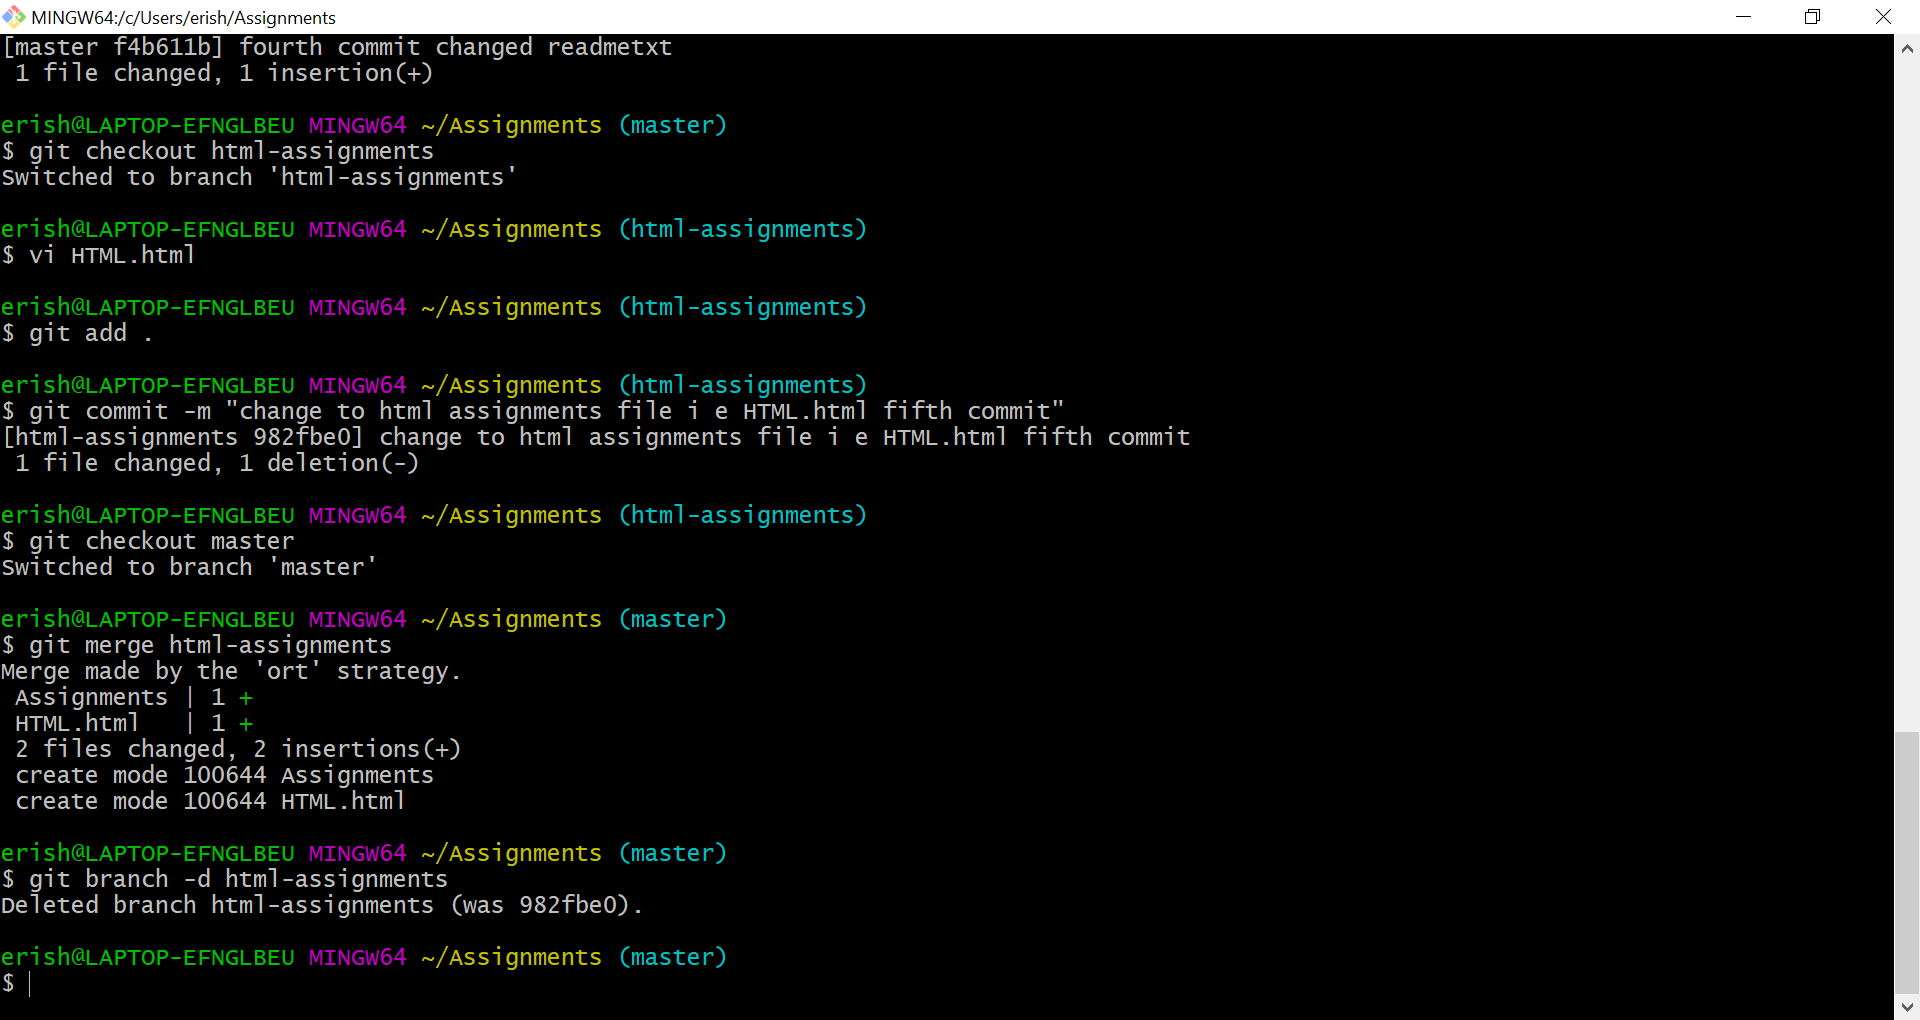 MINGW64:/c/Users/erish/Assignments
[master f4b611b] fourth commit changed readmetxt
 1 file changed, 1 insertion(+)
erish@LAPTOP-EFNGLBEU MINGW64 ~/Assignments (master)
$ git checkout html-assignments
Switched to branch 'html-assignments'
erish@LAPTOP-EFNGLBEU MINGW64 ~/Assignments (html-assignments)
$ vi HTML.html
erish@LAPTOP-EFNGLBEU MINGW64 ~/Assignments (html-assignments)
$ git add .
erish@LAPTOP-EFNGLBEU MINGW64 ~/Assignments (html-assignments)
$ git commit -m "change to html assignments file i e HTML.html fifth commit"
[html-assignments 982fbe0] change to html assignments file i e HTML.html fifth commit
 1 file changed, 1 deletion(-)
erish@LAPTOP-EFNGLBEU MINGW64 ~/Assignments (html-assignments)
$ git checkout master
Switched to branch 'master'
erish@LAPTOP-EFNGLBEU MINGW64 ~/Assignments (master)
$ git merge html-assignments
Merge made by the 'ort' strategy.
 Assignments | 1 +
 HTML.html   | 1 +
 2 files changed, 2 insertions(+)
 create mode 100644 Assignments
 create mode 100644 HTML.html
erish@LAPTOP-EFNGLBEU MINGW64 ~/Assignments (master)
$ git branch -d html-assignments
Deleted branch html-assignments (was 982fbe0).
erish@LAPTOP-EFNGLBEU MINGW64 ~/Assignments (master)
$